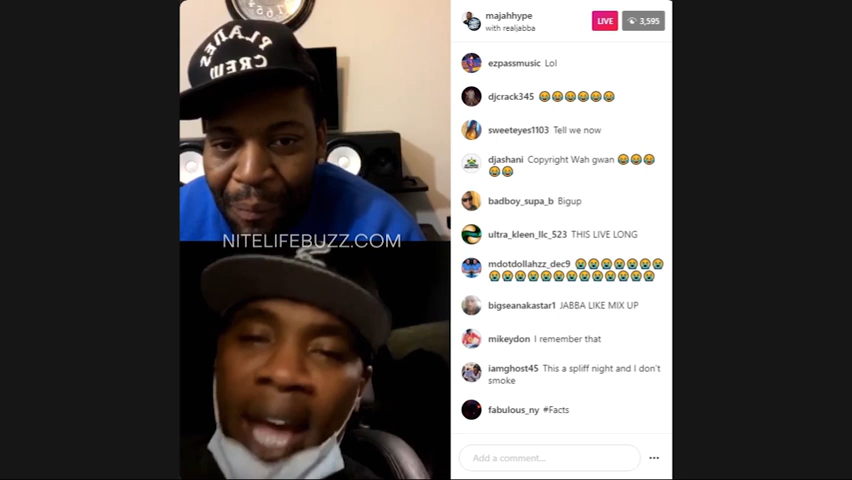 PLANES
CREW
NITELIFEBUZZ.COM
majahhype
with realjabba
LIVE
3,595
ezpassmusic Lol
djcrack345 😂😂😂😂😂😂
sweeteyes1103 Tell we now
djashani Copyright Wah gwan 😂😂😂
😂😂
badboy_supa_b Bigup
ultra_kleen_llc_523 THIS LIVE LONG
mdotdollahzz_dec9 😭😭😭😭😭😭😭
😭😭😭😭😭😭😭😭😭😭😭😭😭
bigseanakastar1 JABBA LIKE MIX UP
mikeydon I remember that
iamghost45 This a spliff night and I don't
smoke
fabulous_ny #Facts
Add a comment...